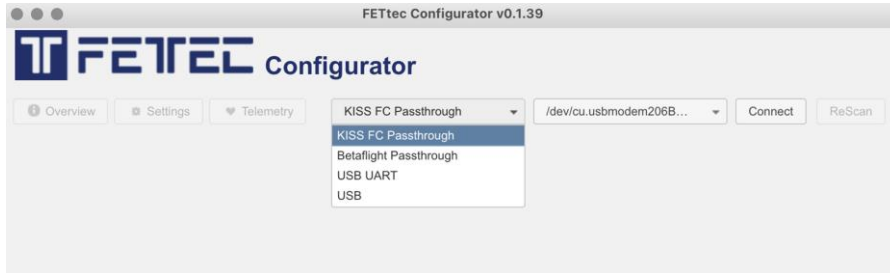 FETtec Configurator v0.1.39
FETTEC Configurator
Overview Settings Telemetry KISS FC Passthrough /dev/cu.usbmodem206B... Connect ReScan
KISS FC Passthrough
Betaflight Passthrough
USB UART
USB